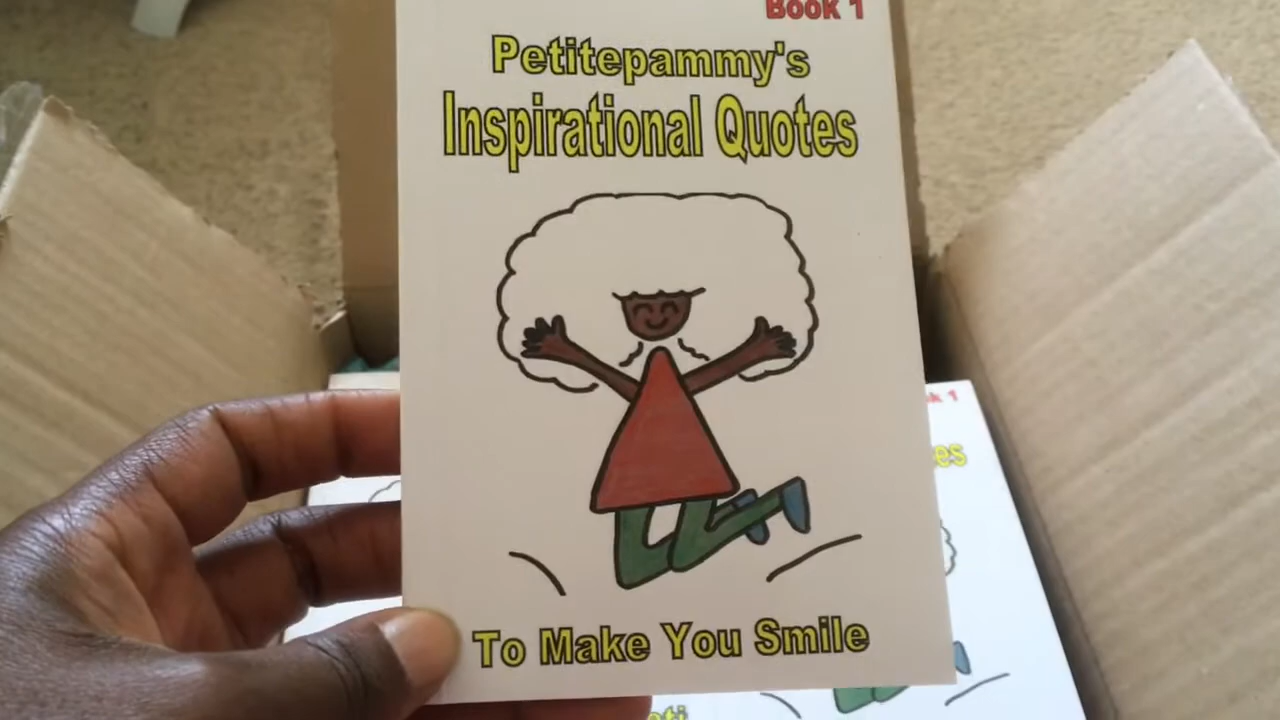 Book 1
Petitepammy's
Inspirational Quotes
To Make You Smile